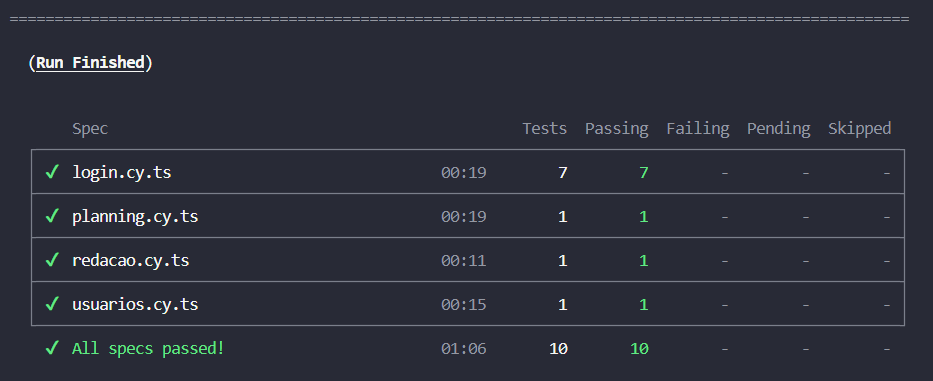 ====================================================================================================
(Run Finished)
Spec Tests Passing Failing Pending Skipped
✓ login.cy.ts 00:19 7 7 - - -
✓ planning.cy.ts 00:19 1 1 - - -
✓ redacao.cy.ts 00:11 1 1 - - -
✓ usuarios.cy.ts 00:15 1 1 - - -
✓ All specs passed! 01:06 10 10 - - -